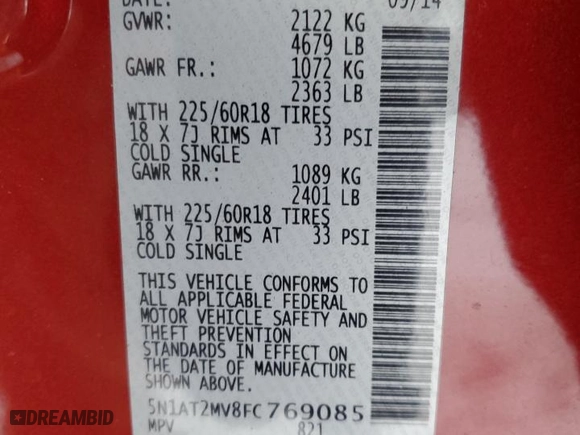 DATE: 09/14
GVWR: 2122 KG
4679 LB
GAWR FR.: 1072 KG
2363 LB
WITH 225/60R18 TIRES
18 X 7J RIMS AT 33 PSI
COLD SINGLE
GAWR RR.: 1089 KG
2401 LB
WITH 225/60R18 TIRES
18 X 7J RIMS AT 33 PSI
COLD SINGLE
THIS VEHICLE CONFORMS TO
ALL APPLICABLE FEDERAL
MOTOR VEHICLE SAFETY AND
THEFT PREVENTION
STANDARDS IN EFFECT ON
THE DATE OF MANUFACTURE
SHOWN ABOVE.
5N1AT2MV8FC769085
MPV 821
DREAMBID